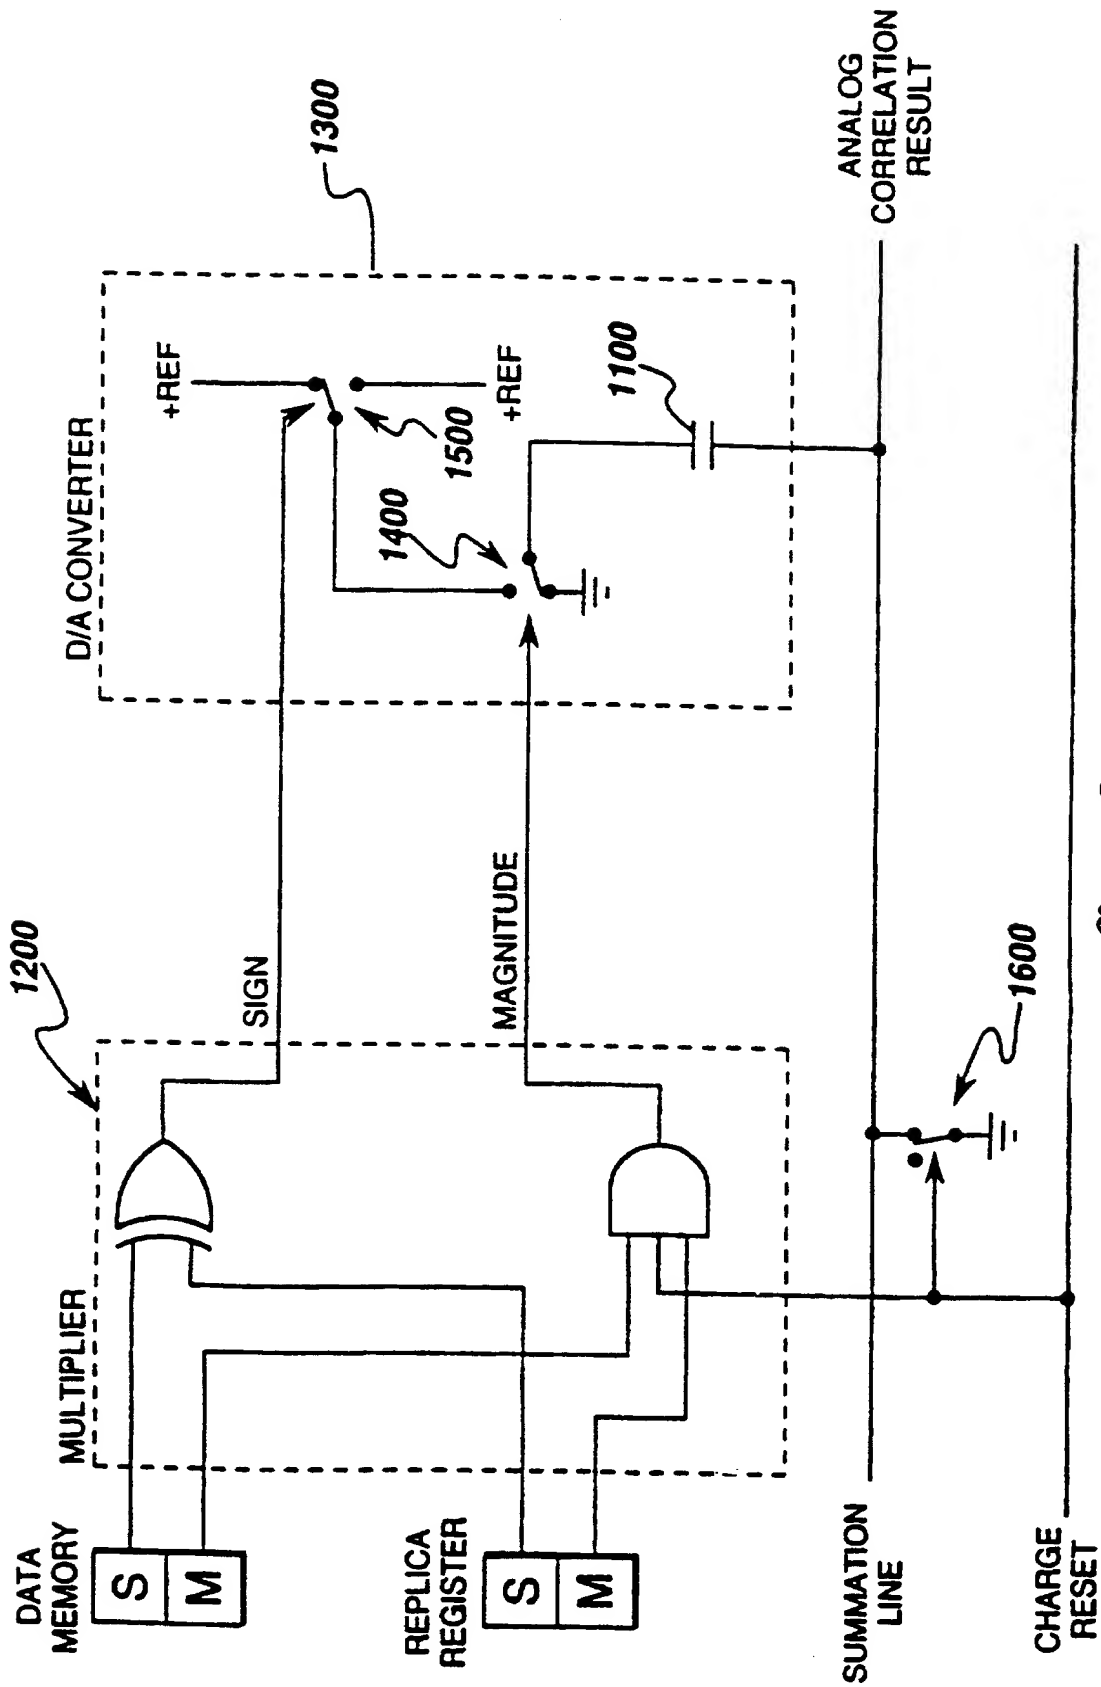 1200
1300
MULTIPLIER
D/A CONVERTER
DATA
MEMORY
S
M
SIGN
+REF
+REF
1500
1400
1100
REPLICA
REGISTER
S
M
MAGNITUDE
SUMMATION
LINE
1600
ANALOG
CORRELATION
RESULT
CHARGE
RESET